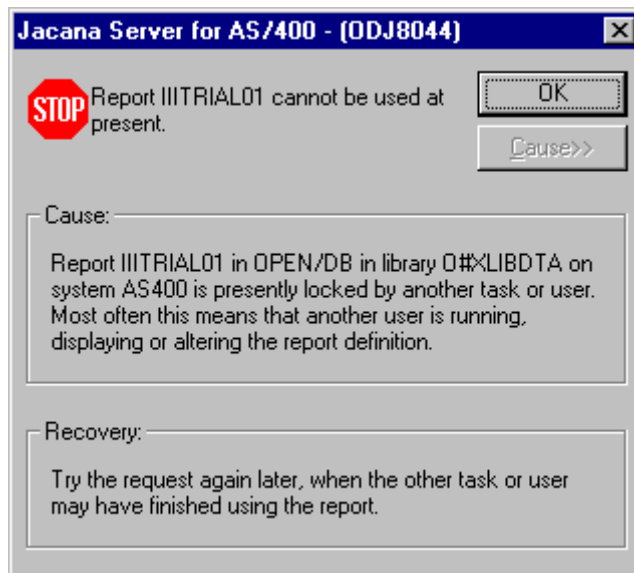 Jacana Server for AS/400 - (ODJ8044)
STOP
Report IIITRIAL01 cannot be used at
present.
OK
Cause>>
Cause:
Report IIITRIAL01 in OPEN/DB in library O#XLIBDTA on
system AS400 is presently locked by another task or user.
Most often this means that another user is running,
displaying or altering the report definition.
Recovery:
Try the request again later, when the other task or user
may have finished using the report.